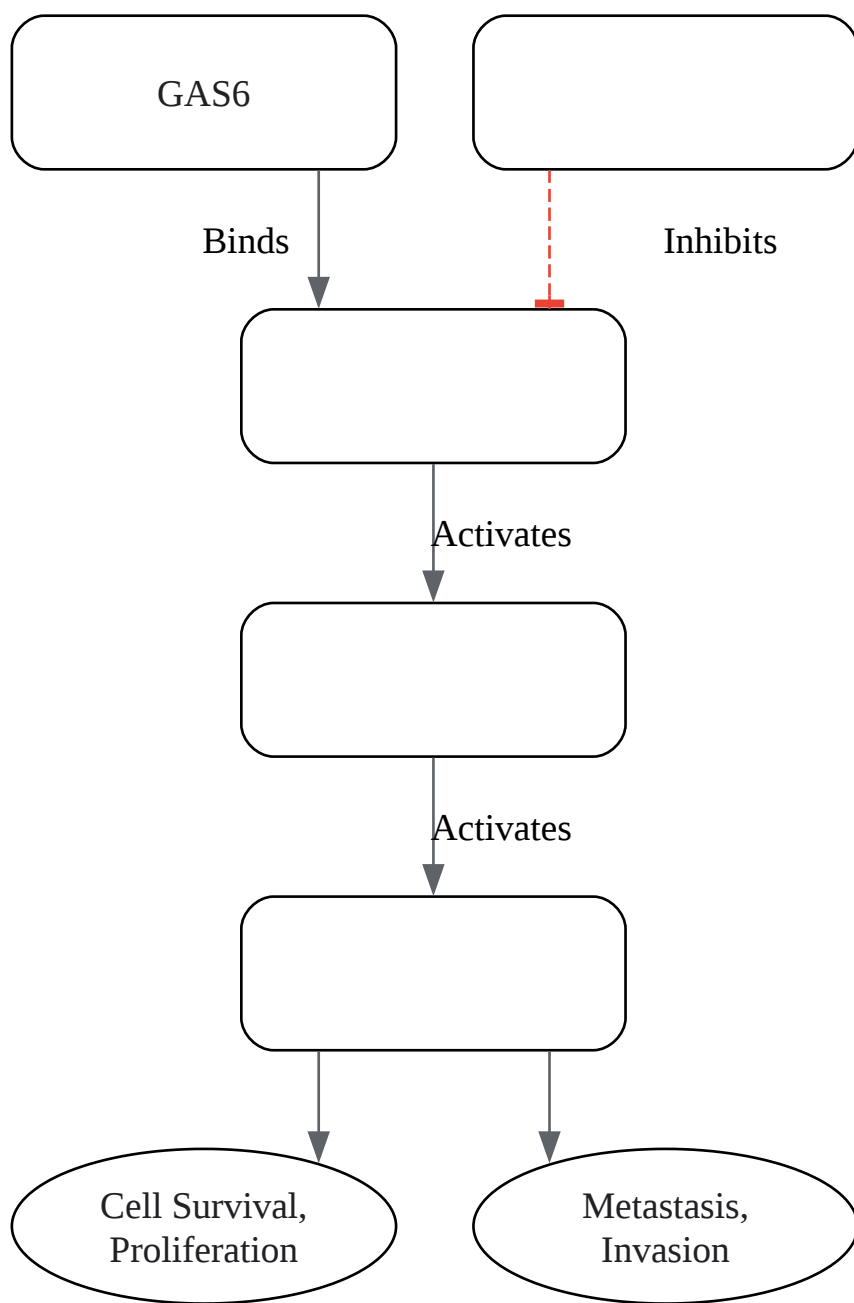 GAS6
Binds
Inhibits
Activates
Activates
Cell Survival,
Proliferation
Metastasis,
Invasion